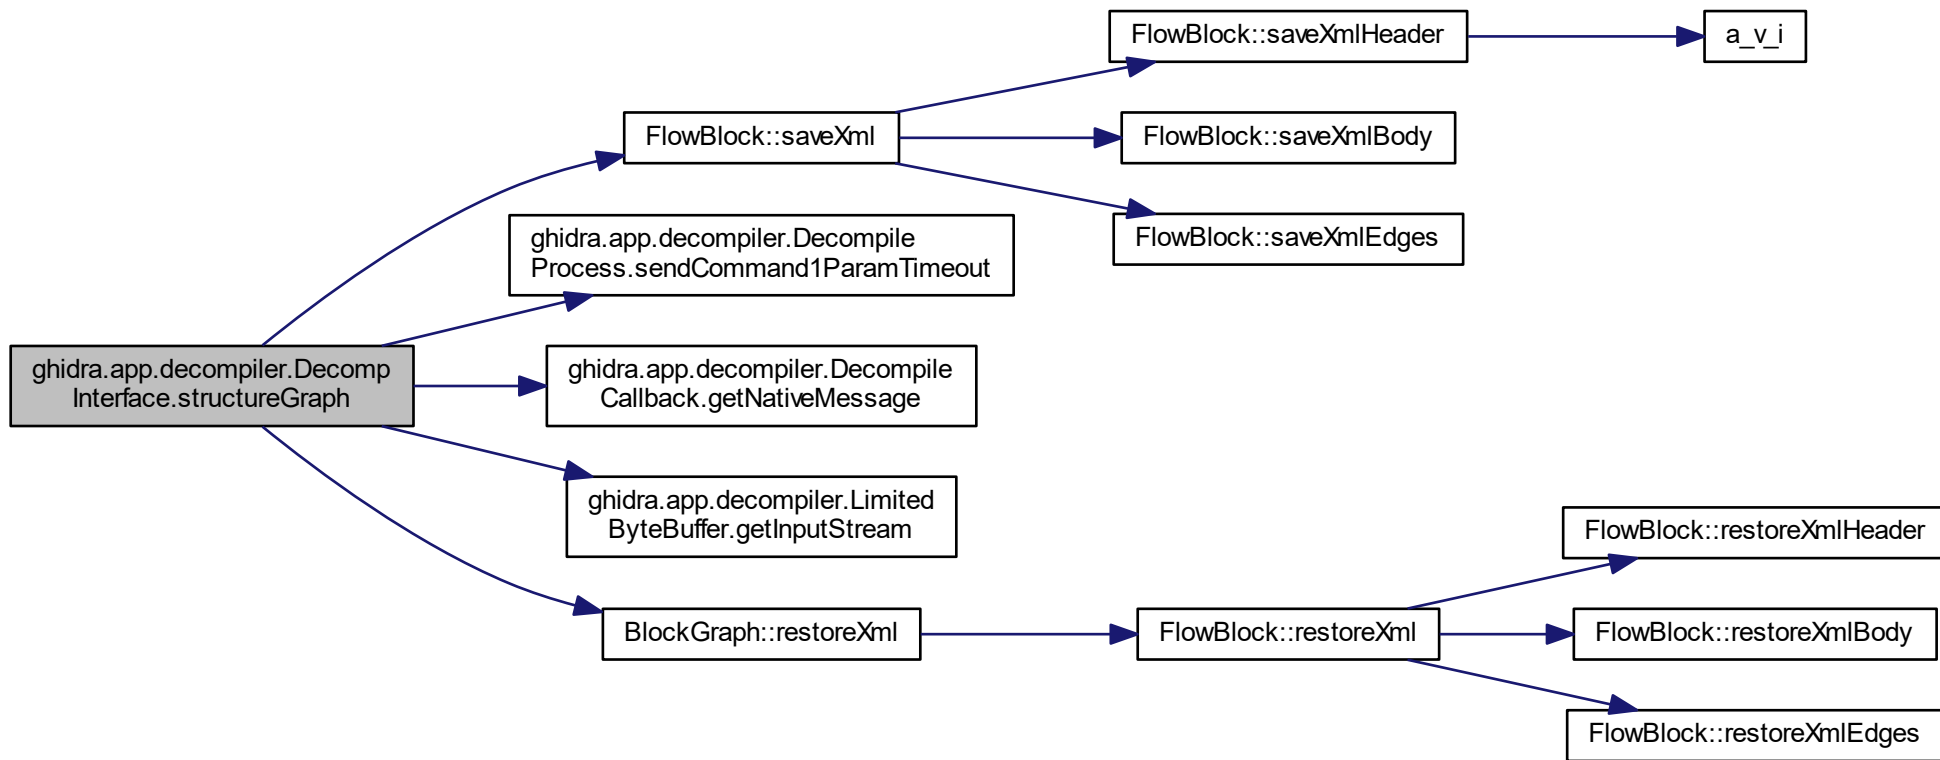 FlowBlock::saveXmlHeader
a_v_i
FlowBlock::saveXml
FlowBlock::saveXmlBody
FlowBlock::saveXmlEdges
ghidra.app.decompiler.Decompile
Process.sendCommand1ParamTimeout
ghidra.app.decompiler.Decomp
Interface.structureGraph
ghidra.app.decompiler.Decompile
Callback.getNativeMessage
ghidra.app.decompiler.Limited
ByteBuffer.getInputStream
BlockGraph::restoreXml
FlowBlock::restoreXml
FlowBlock::restoreXmlHeader
FlowBlock::restoreXmlBody
FlowBlock::restoreXmlEdges